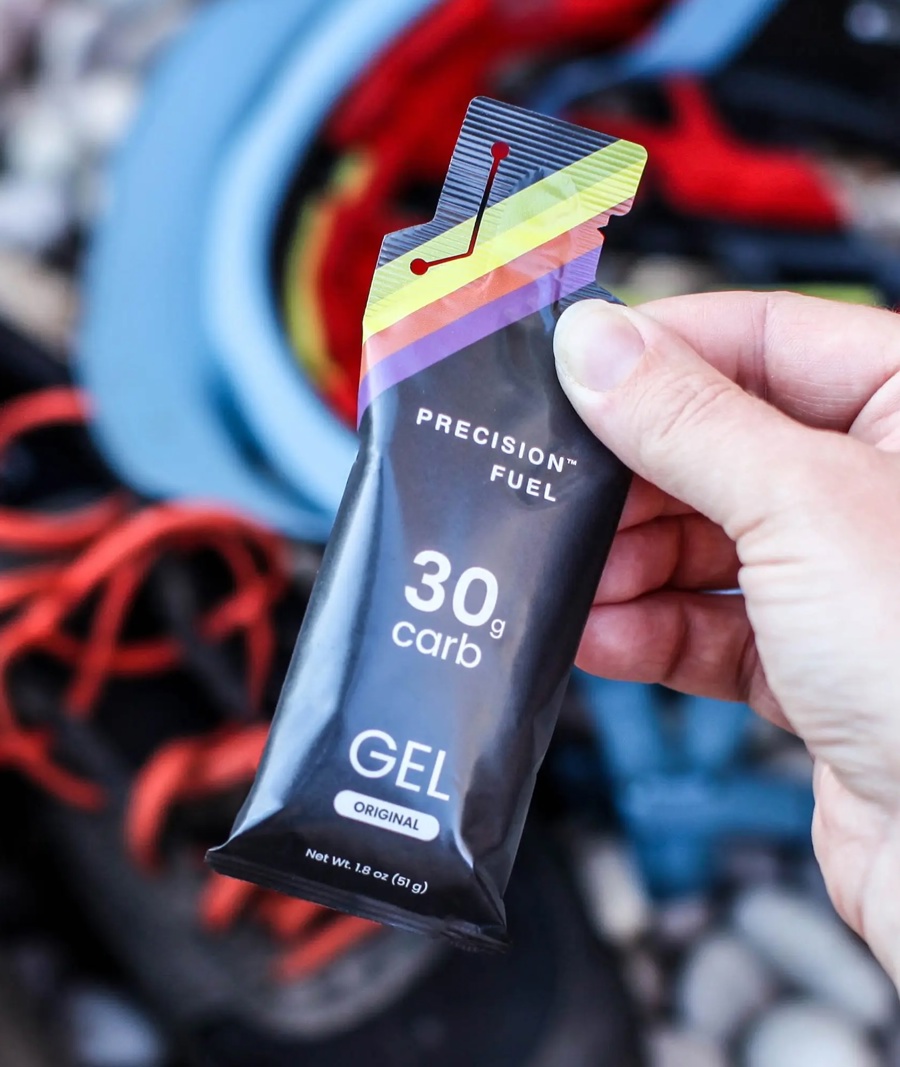 PRECISION™
FUEL
30g
carb
GEL
ORIGINAL
Net Wt. 1.8 oz (51 g)